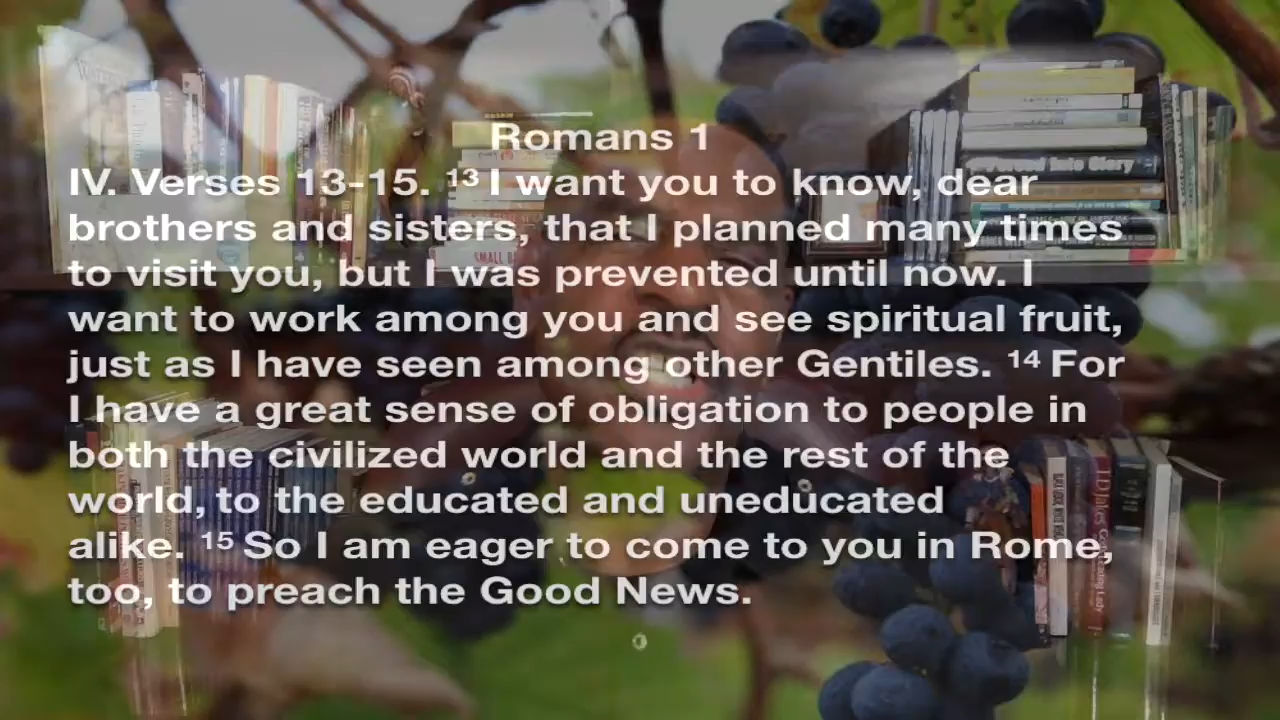 Romans 1
IV. Verses 13-15. ¹³ I want you to know, dear
brothers and sisters, that I planned many times
to visit you, but I was prevented until now. I
want to work among you and see spiritual fruit,
just as I have seen among other Gentiles. ¹⁴ For
I have a great sense of obligation to people in
both the civilized world and the rest of the
world, to the educated and uneducated
alike. ¹⁵ So I am eager to come to you in Rome,
too, to preach the Good News.